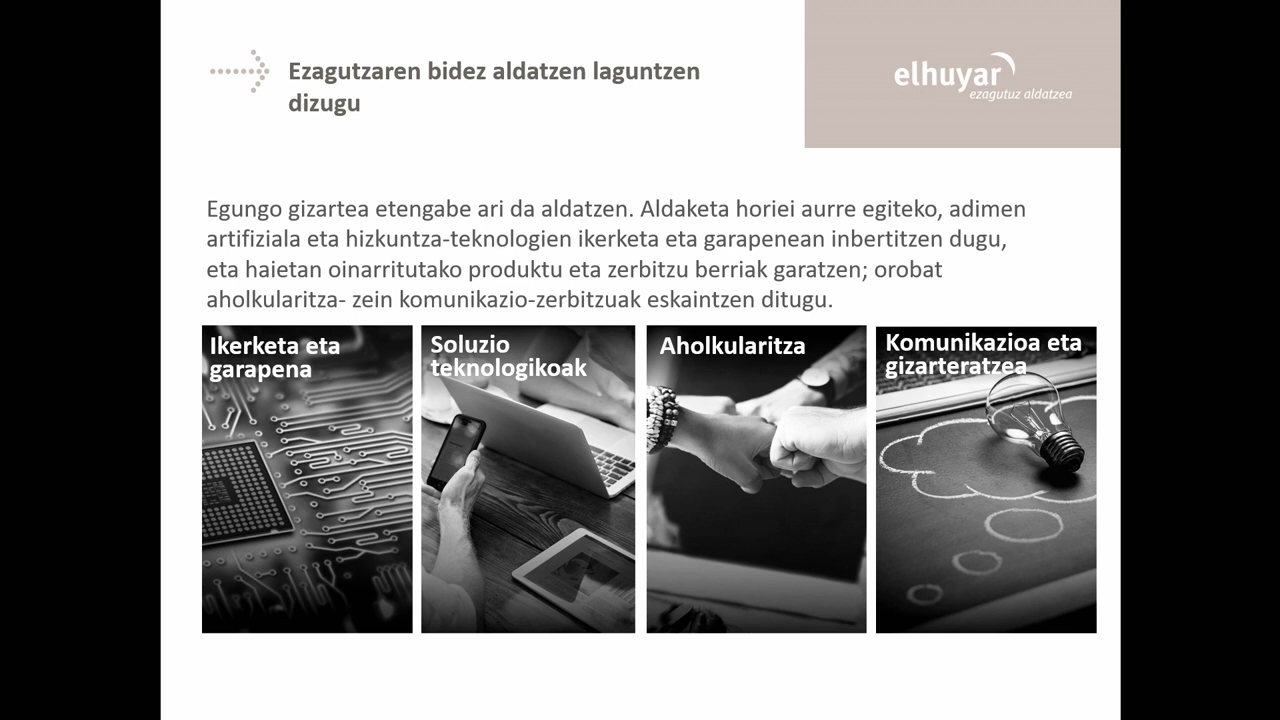 Ezagutzaren bidez aldatzen laguntzen
dizugu
elhuyar
ezagutuz aldatzea
Egungo gizartea etengabe ari da aldatzen. Aldaketa horiei aurre egiteko, adimen
artifiziala eta hizkuntza-teknologien ikerketa eta garapenean inbertitzen dugu,
eta haietan oinarritutako produktu eta zerbitzu berriak garatzen; orobat
aholkularitza- zein komunikazio-zerbitzuak eskaintzen ditugu.
Ikerketa eta
garapena
Soluzio
teknologikoak
Aholkularitza
Komunikazioa eta
gizarteratzea